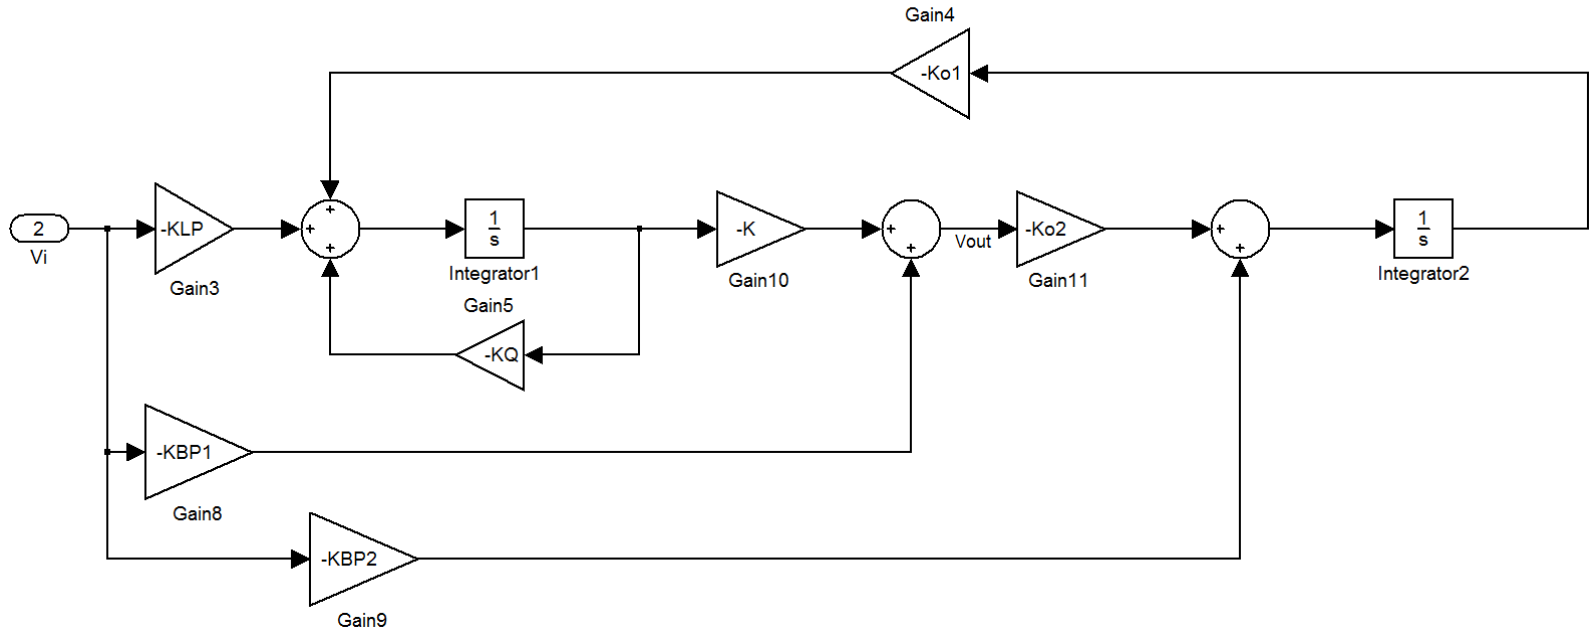 Gain4
-Ko1
2
Vi
-KLP
Gain3
+
+
+
1
s
Integrator1
Gain5
-KQ
-K
Gain10
+
+
Vout
-Ko2
Gain11
+
+
1
s
Integrator2
-KBP1
Gain8
-KBP2
Gain9